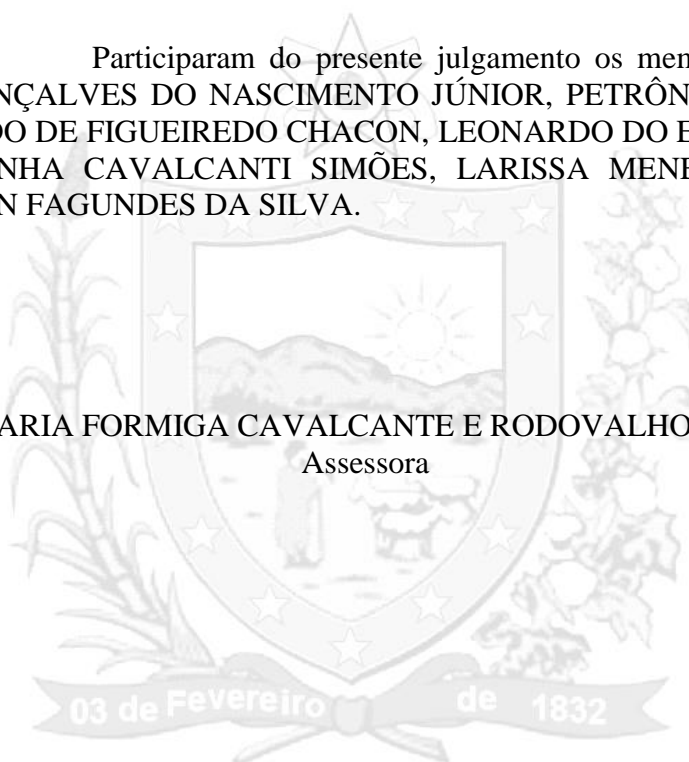 Participaram do presente julgamento os mem
NÇALVES DO NASCIMENTO JÚNIOR, PETRÔN
DO DE FIGUEIREDO CHACON, LEONARDO DO E
NHA CAVALCANTI SIMÕES, LARISSA MENE
N FAGUNDES DA SILVA.
ARIA FORMIGA CAVALCANTE E RODOVALHO
Assessora
03 de Fevereiro de 1832